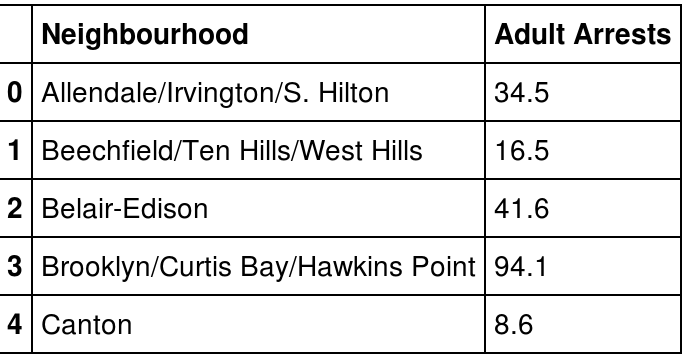 Neighbourhood Adult Arrests
0 Allendale/Irvington/S. Hilton 34.5
1 Beechfield/Ten Hills/West Hills 16.5
2 Belair-Edison 41.6
3 Brooklyn/Curtis Bay/Hawkins Point 94.1
4 Canton 8.6